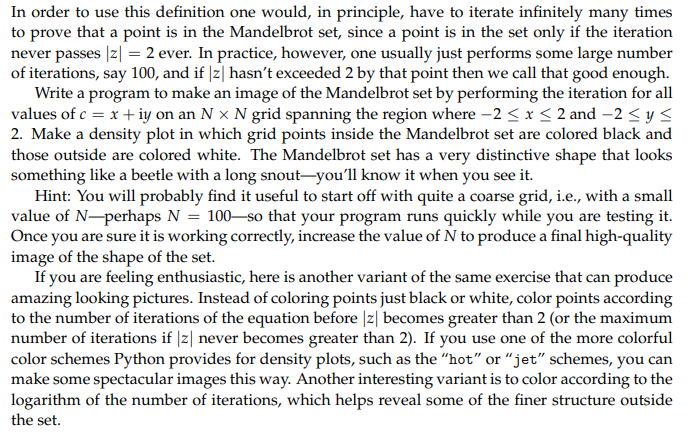 In order to use this definition one would, in principle, have to iterate infinitely many times
to prove that a point is in the Mandelbrot set, since a point is in the set only if the iteration
never passes |z| = 2 ever. In practice, however, one usually just performs some large number
of iterations, say 100, and if |z| hasn't exceeded 2 by that point then we call that good enough.
Write a program to make an image of the Mandelbrot set by performing the iteration for all
values of c = x + iy on an N × N grid spanning the region where −2 ≤ x ≤ 2 and −2 ≤ y ≤
2. Make a density plot in which grid points inside the Mandelbrot set are colored black and
those outside are colored white. The Mandelbrot set has a very distinctive shape that looks
something like a beetle with a long snout—you'll know it when you see it.
Hint: You will probably find it useful to start off with quite a coarse grid, i.e., with a small
value of N—perhaps N = 100—so that your program runs quickly while you are testing it.
Once you are sure it is working correctly, increase the value of N to produce a final high-quality
image of the shape of the set.
If you are feeling enthusiastic, here is another variant of the same exercise that can produce
amazing looking pictures. Instead of coloring points just black or white, color points according
to the number of iterations of the equation before |z| becomes greater than 2 (or the maximum
number of iterations if |z| never becomes greater than 2). If you use one of the more colorful
color schemes Python provides for density plots, such as the "hot" or "jet" schemes, you can
make some spectacular images this way. Another interesting variant is to color according to the
logarithm of the number of iterations, which helps reveal some of the finer structure outside
the set.